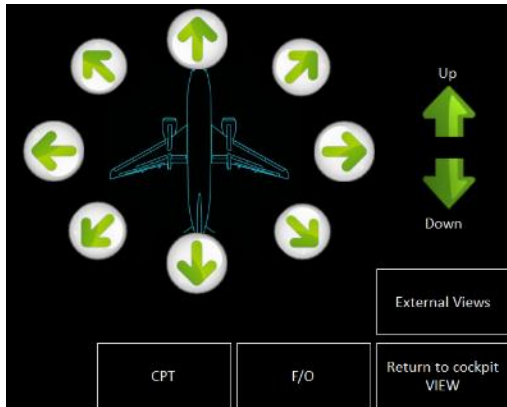 Up
Down
External Views
CPT
F/O
Return to cockpit
VIEW